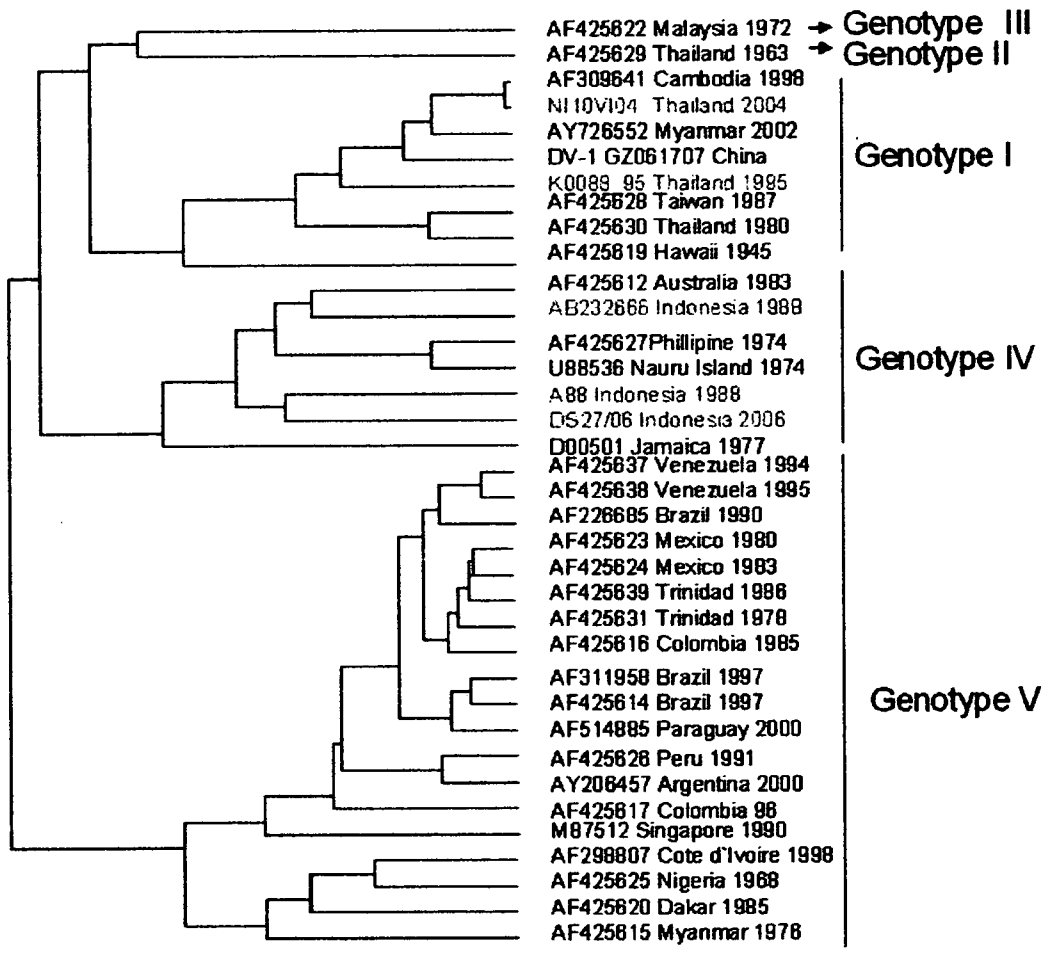 AF425622 Malaysia 1972 Genotype III
AF425629 Thailand 1963 Genotype II
AF309641 Cambodia 1998
Thailand 2004
AY726552 Myanmar 2002
DV-1 GZ061707 China
Genotype I
K0089_95 Thailand 1995
AF425628 Taiwan 1987
AF425630 Thailand 1980
AF425619 Hawaii 1945
AF425612 Australia 1983
AB232666 Indonesia 1988
AF425627Phillipine 1974
Genotype IV
U88536 Nauru Island 1974
A88 Indonesia 1988
DS27/06 Indonesia 2006
D00501 Jamaica 1977
AF425637 Venezuela 1994
AF425638 Venezuela 1995
AF226685 Brazil 1990
AF425623 Mexico 1980
AF425624 Mexico 1983
AF425639 Trinidad 1986
AF425631 Trinidad 1978
AF425616 Colombia 1985
AF311958 Brazil 1997
AF425614 Brazil 1997
Genotype V
AF514885 Paraguay 2000
AF425626 Peru 1991
AY206457 Argentina 2000
AF425617 Colombia 96
M87512 Singapore 1990
AF298807 Cote d`Ivoire 1998
AF425625 Nigeria 1968
AF425620 Dakar 1985
AF425615 Myanmar 1976